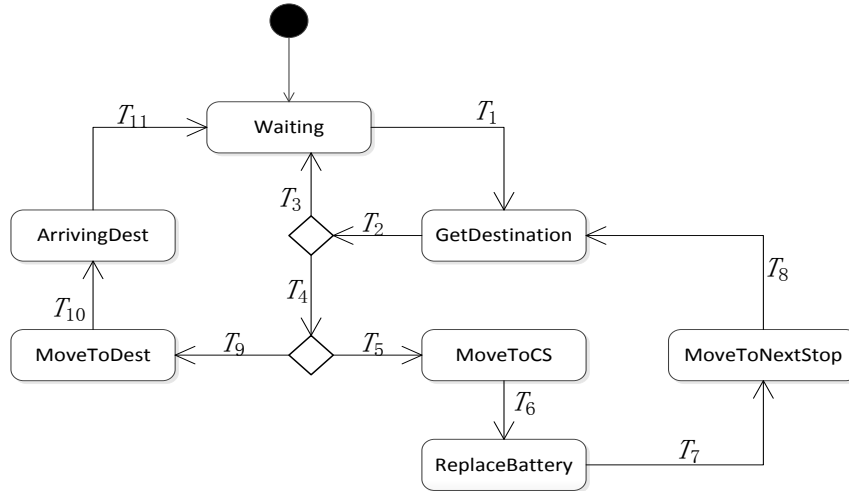 T11
Waiting
T1
T3
ArrivingDest
T2
GetDestination
T4
T8
T10
MoveToDest
T9
T5
MoveToCS
MoveToNextStop
T6
ReplaceBattery
T7